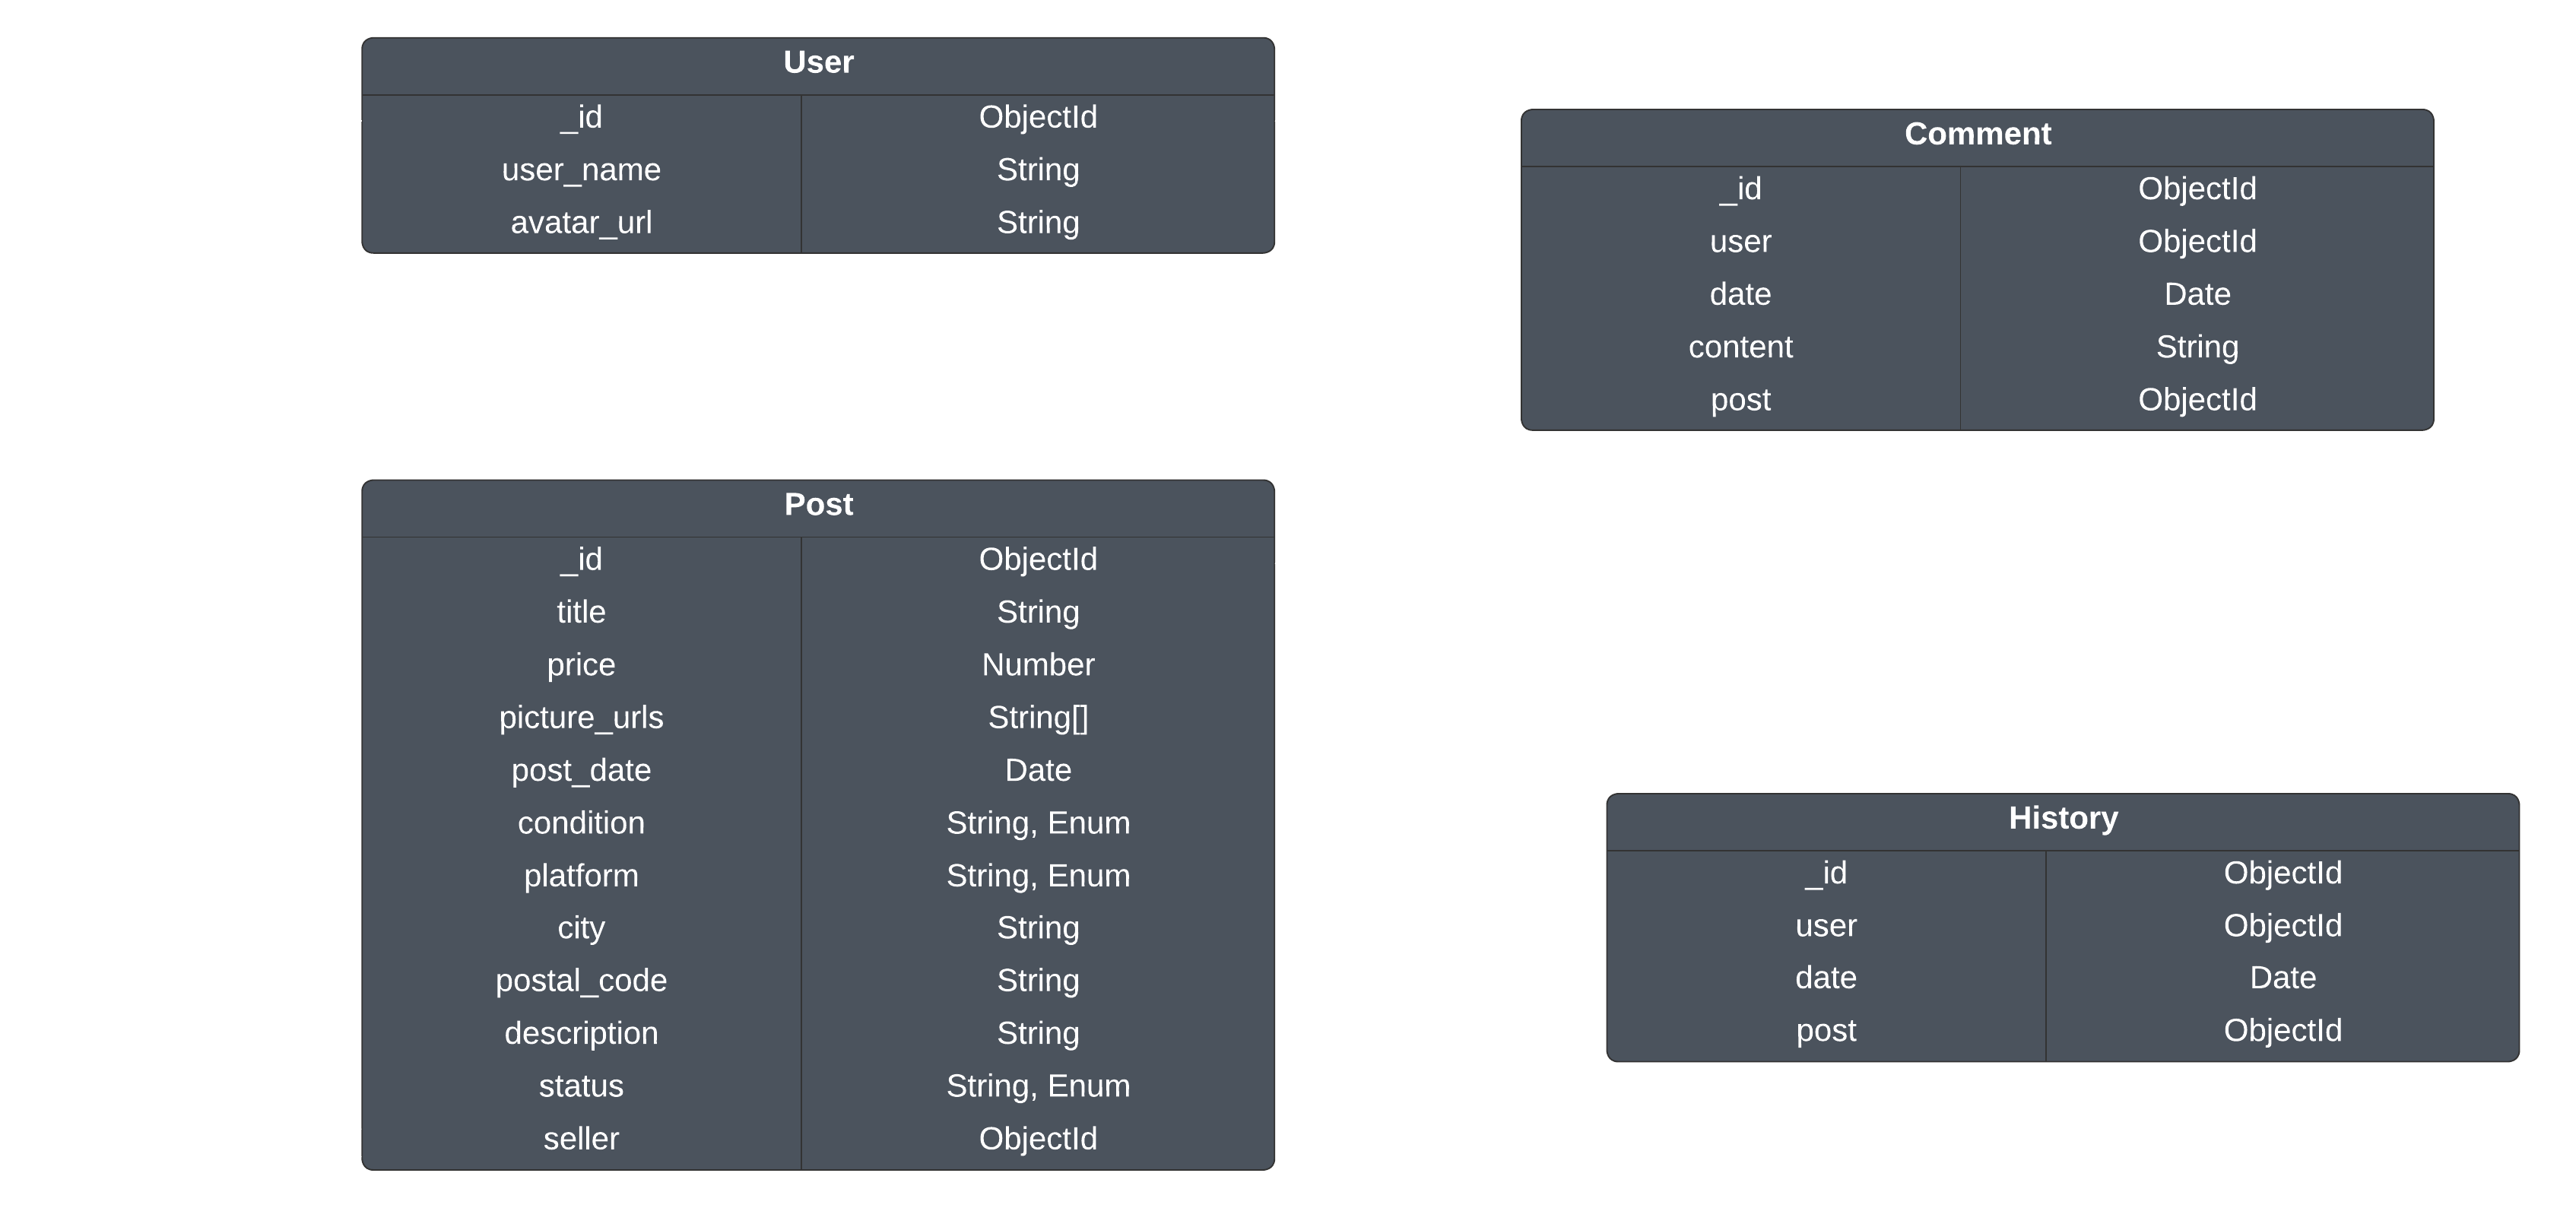 User
_id ObjectId
user_name String
avatar_url String
Comment
_id ObjectId
user ObjectId
date Date
content String
post ObjectId
Post
_id ObjectId
title String
price Number
picture_urls String[]
post_date Date
condition String, Enum
platform String, Enum
city String
postal_code String
description String
status String, Enum
seller ObjectId
History
_id ObjectId
user ObjectId
date Date
post ObjectId